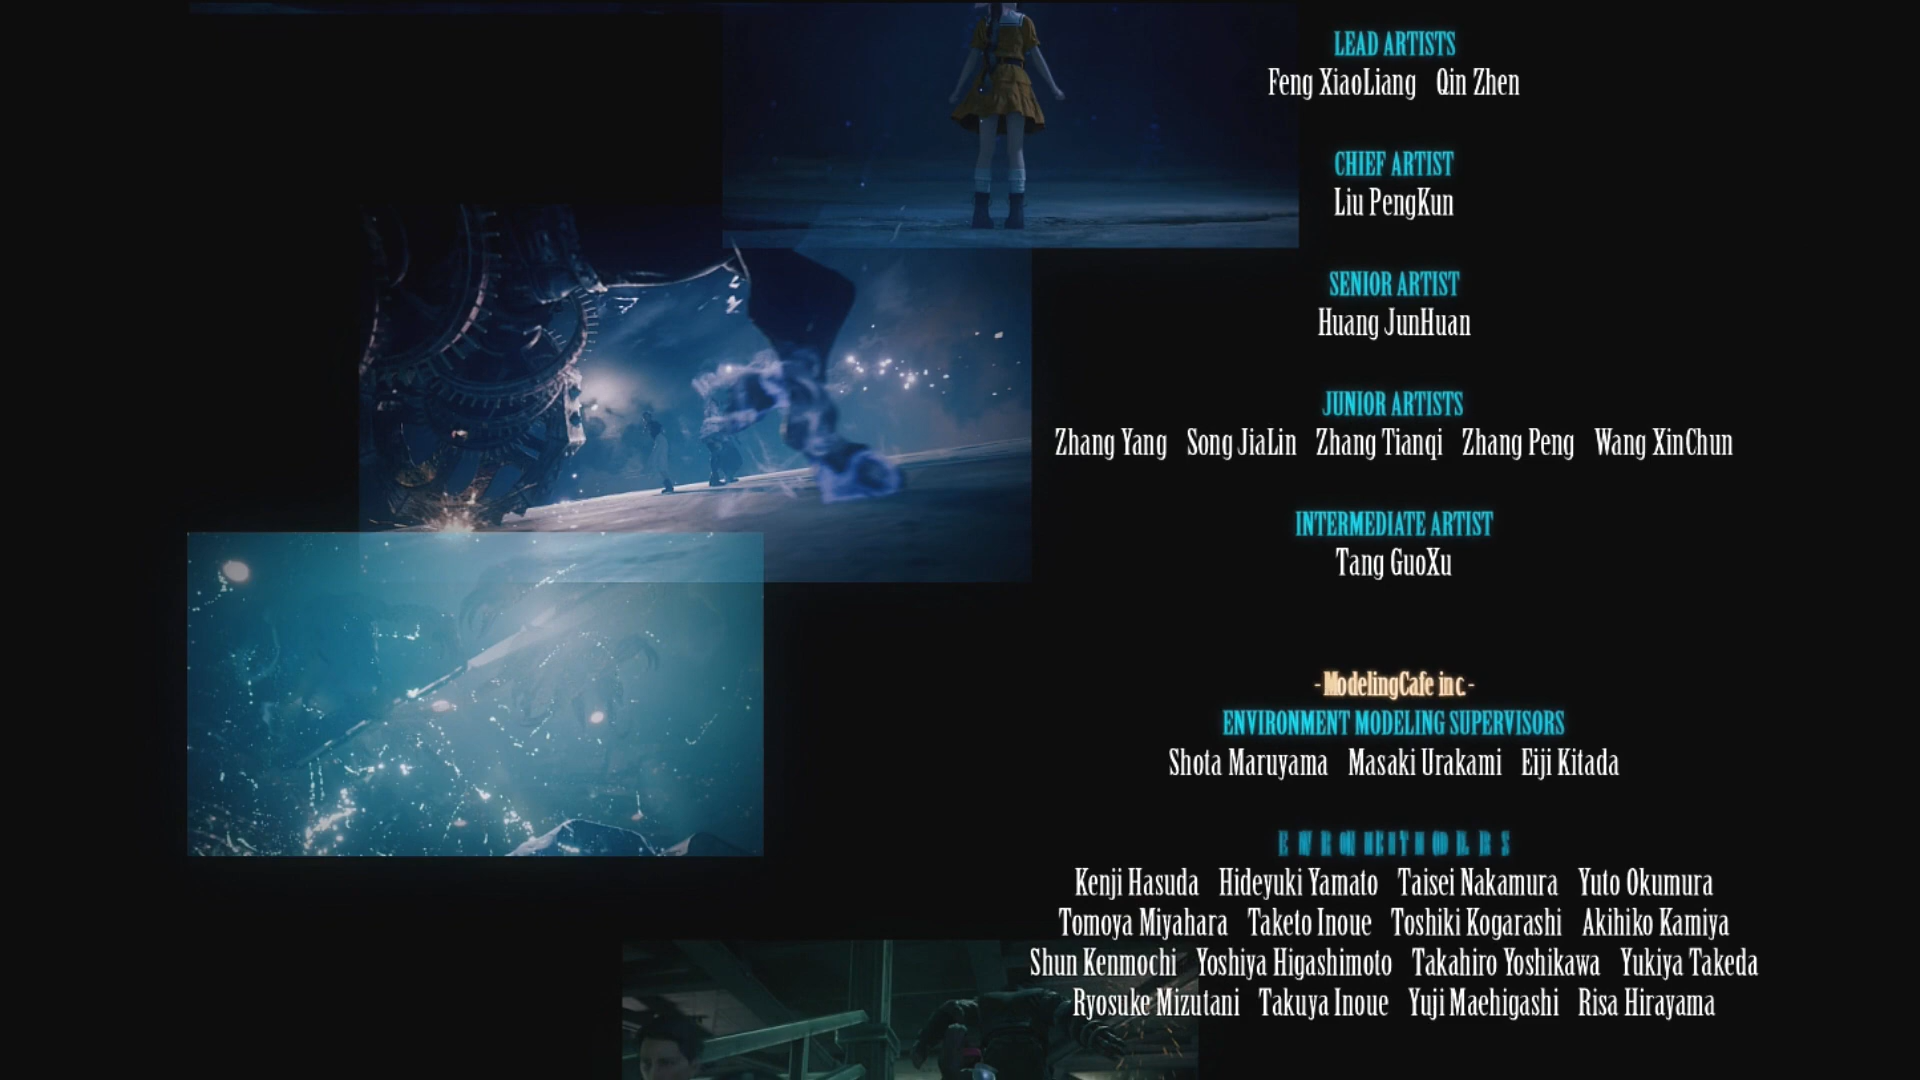 LEAD ARTISTS
Feng XiaoLiang Qin Zhen
CHIEF ARTIST
Liu PengKun
SENIOR ARTIST
Huang JunHuan
JUNIOR ARTISTS
Zhang Yang Song JiaLin Zhang Tianqi Zhang Peng Wang XinChun
INTERMEDIATE ARTIST
Tang GuoXu
-ModelingCafe inc.-
ENVIRONMENT MODELING SUPERVISORS
Shota Maruyama Masaki Urakami Eiji Kitada
Kenji Hasuda Hideyuki Yamato Taisei Nakamura Yuto Okumura
Tomoya Miyahara Taketo Inoue Toshiki Kogarashi Akihiko Kamiya
Shun Kenmochi Yoshiya Higashimoto Takahiro Yoshikawa Yukiya Takeda
Ryosuke Mizutani Takuya Inoue Yuji Maehigashi Risa Hirayama